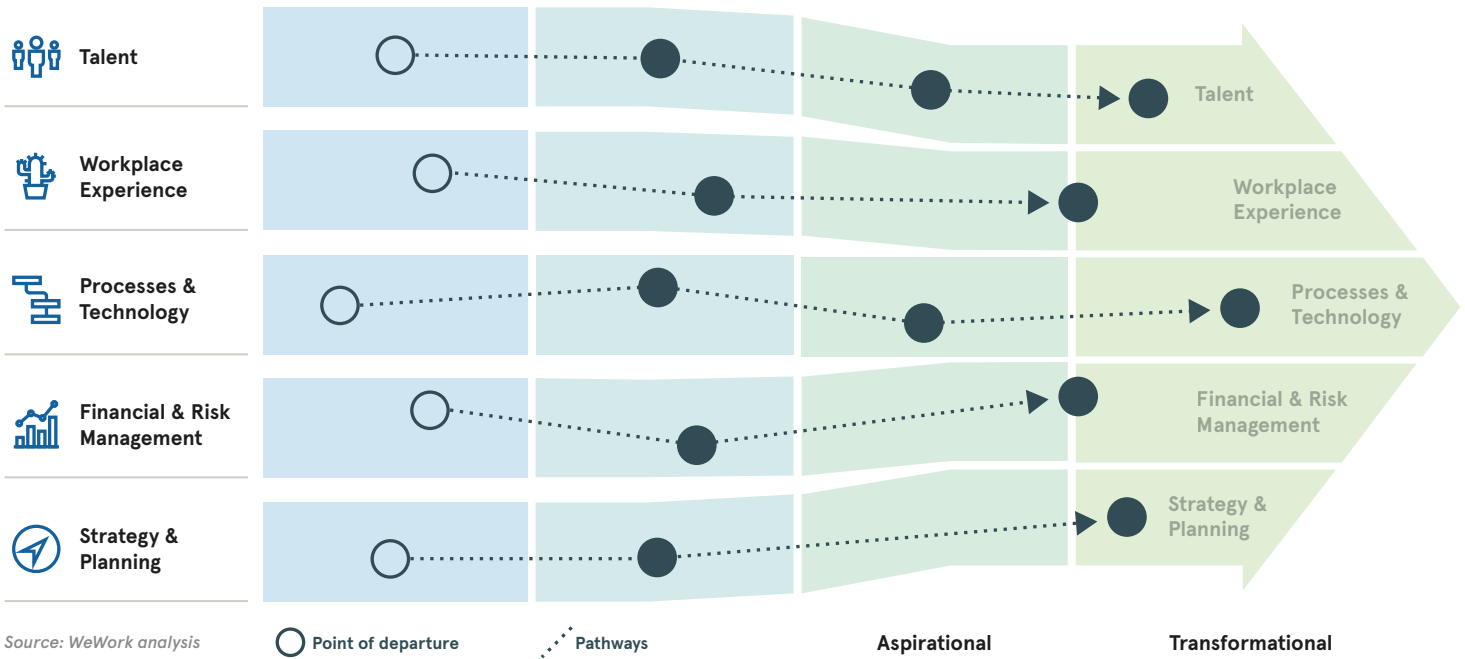 Talent
Talent
Workplace
Experience
Workplace
Experience
Processes &
Technology
Processes &
Technology
Financial & Risk
Management
Financial & Risk
Management
Strategy &
Planning
Strategy &
Planning
Source: WeWork analysis
Point of departure
Pathways
Aspirational
Transformational